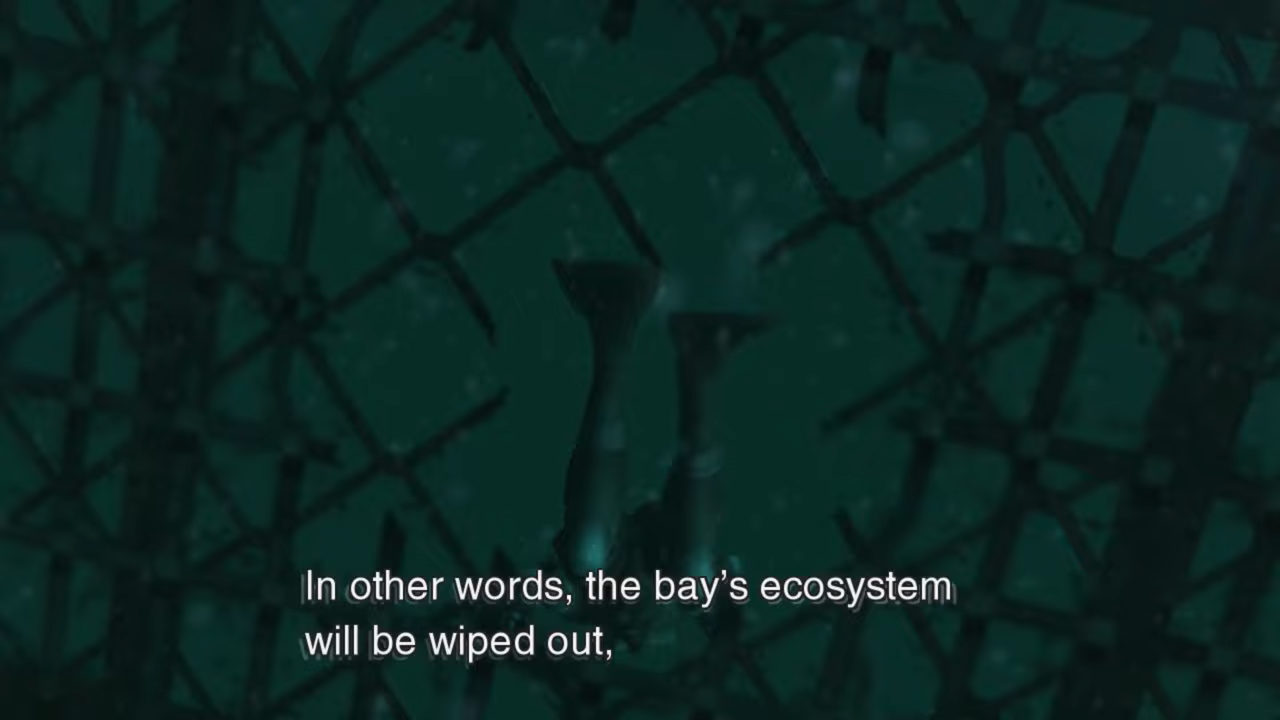 In other words, the bay’s ecosystem
will be wiped out,